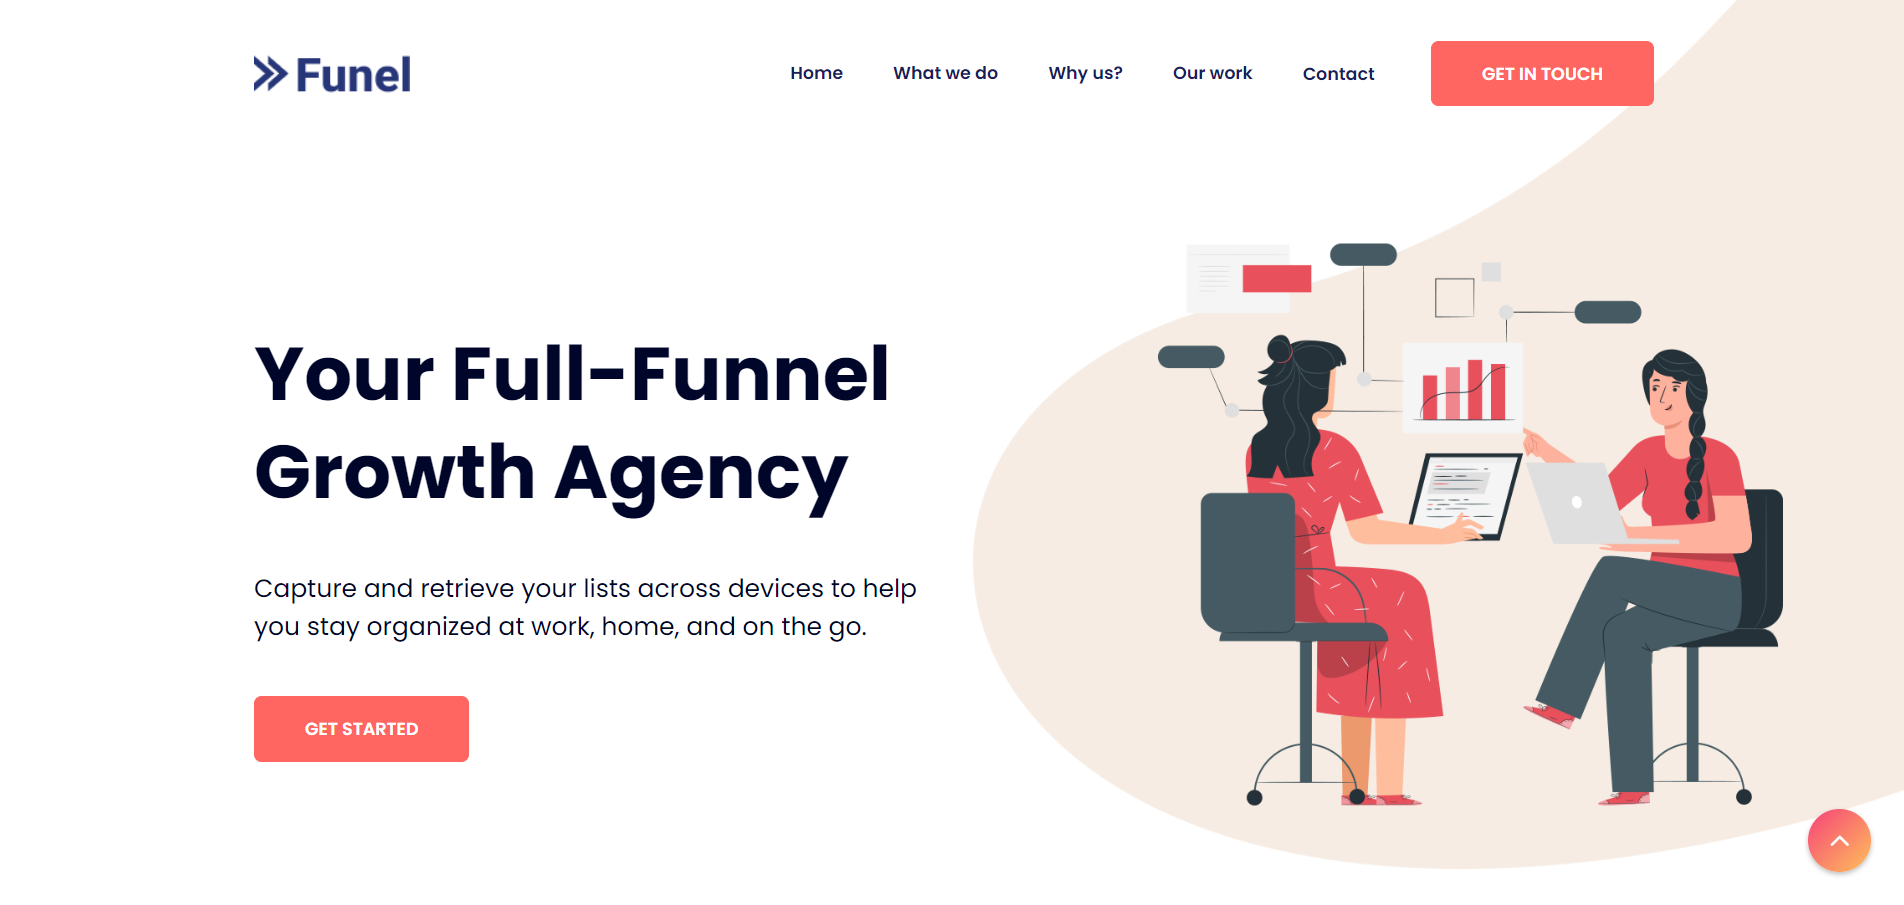 Funel
Home
What we do
Why us?
Our work
Contact
GET IN TOUCH
Your Full-Funnel
Growth Agency
Capture and retrieve your lists across devices to help
you stay organized at work, home, and on the go.
GET STARTED